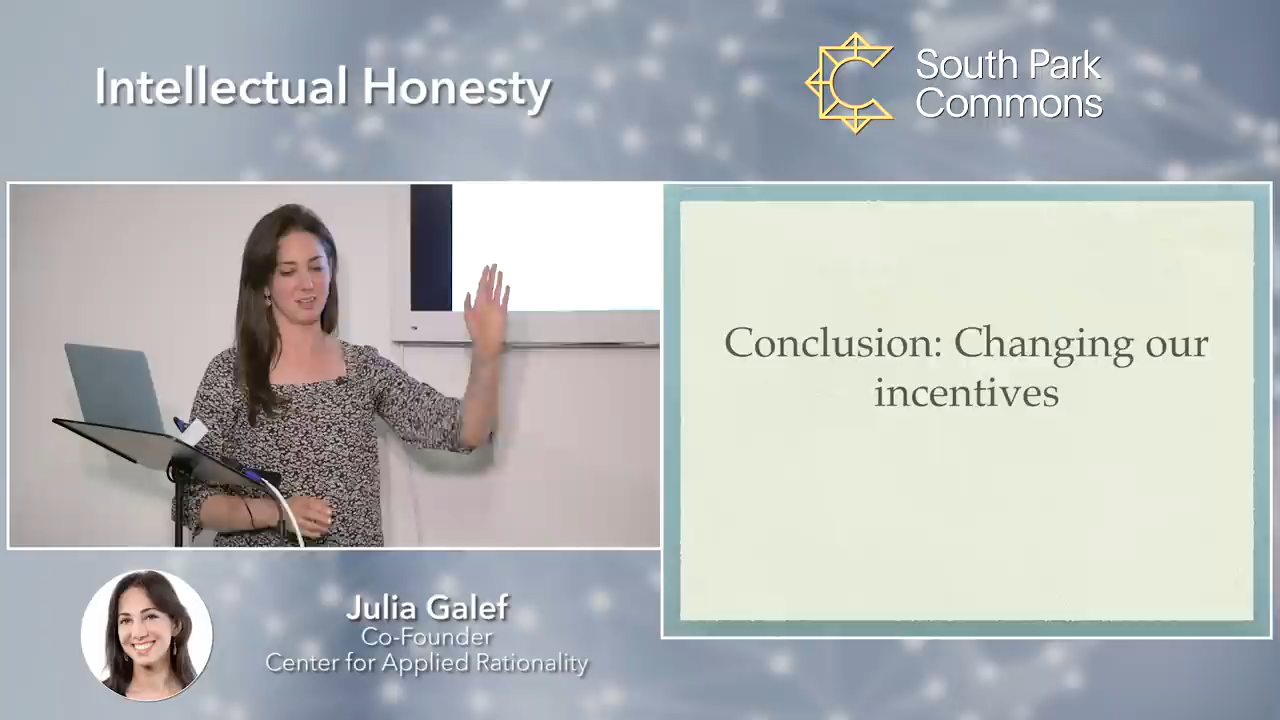 Intellectual Honesty
South Park
Commons
Conclusion: Changing our
incentives
Julia Galef
Co-Founder
Center for Applied Rationality